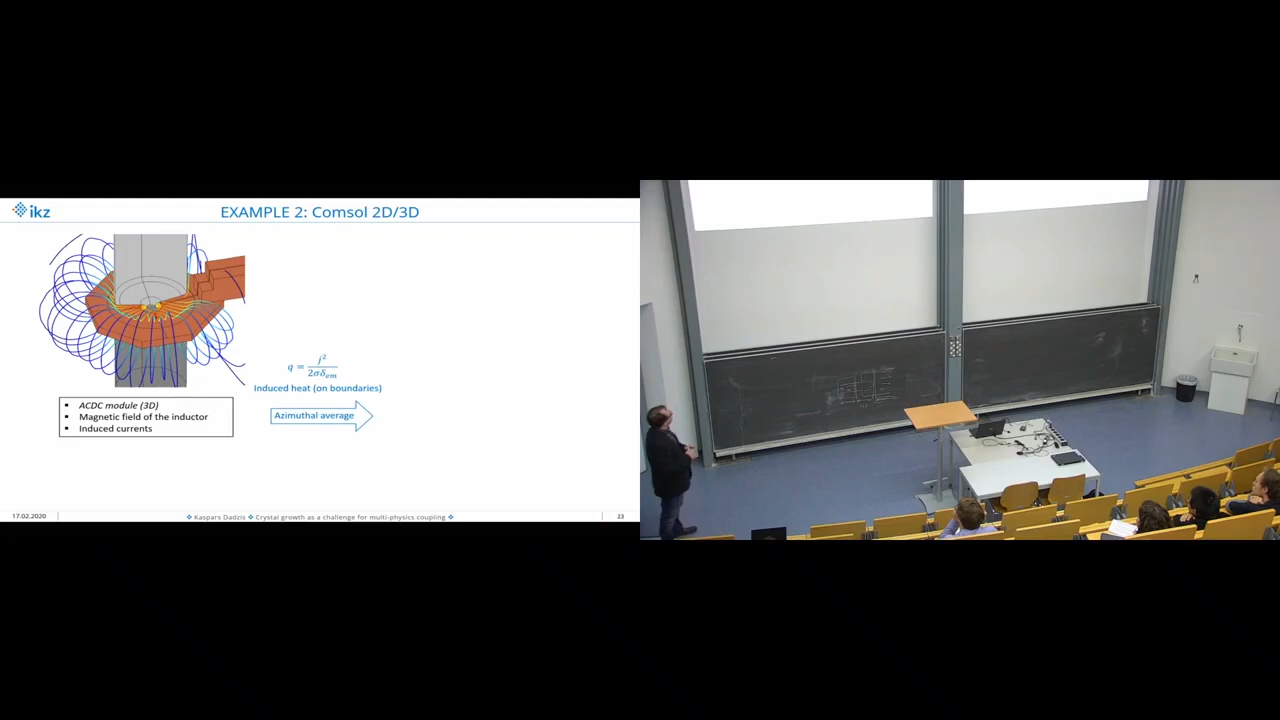 ikz
EXAMPLE 2: Comsol 2D/3D
q = j² / 2σδₑₘ
Induced heat (on boundaries)
Azimuthal average
▪ ACDC module (3D)
▪ Magnetic field of the inductor
▪ Induced currents
17.02.2020
❖ Kaspars Dadzis ❖ Crystal growth as a challenge for multi-physics coupling ❖
23